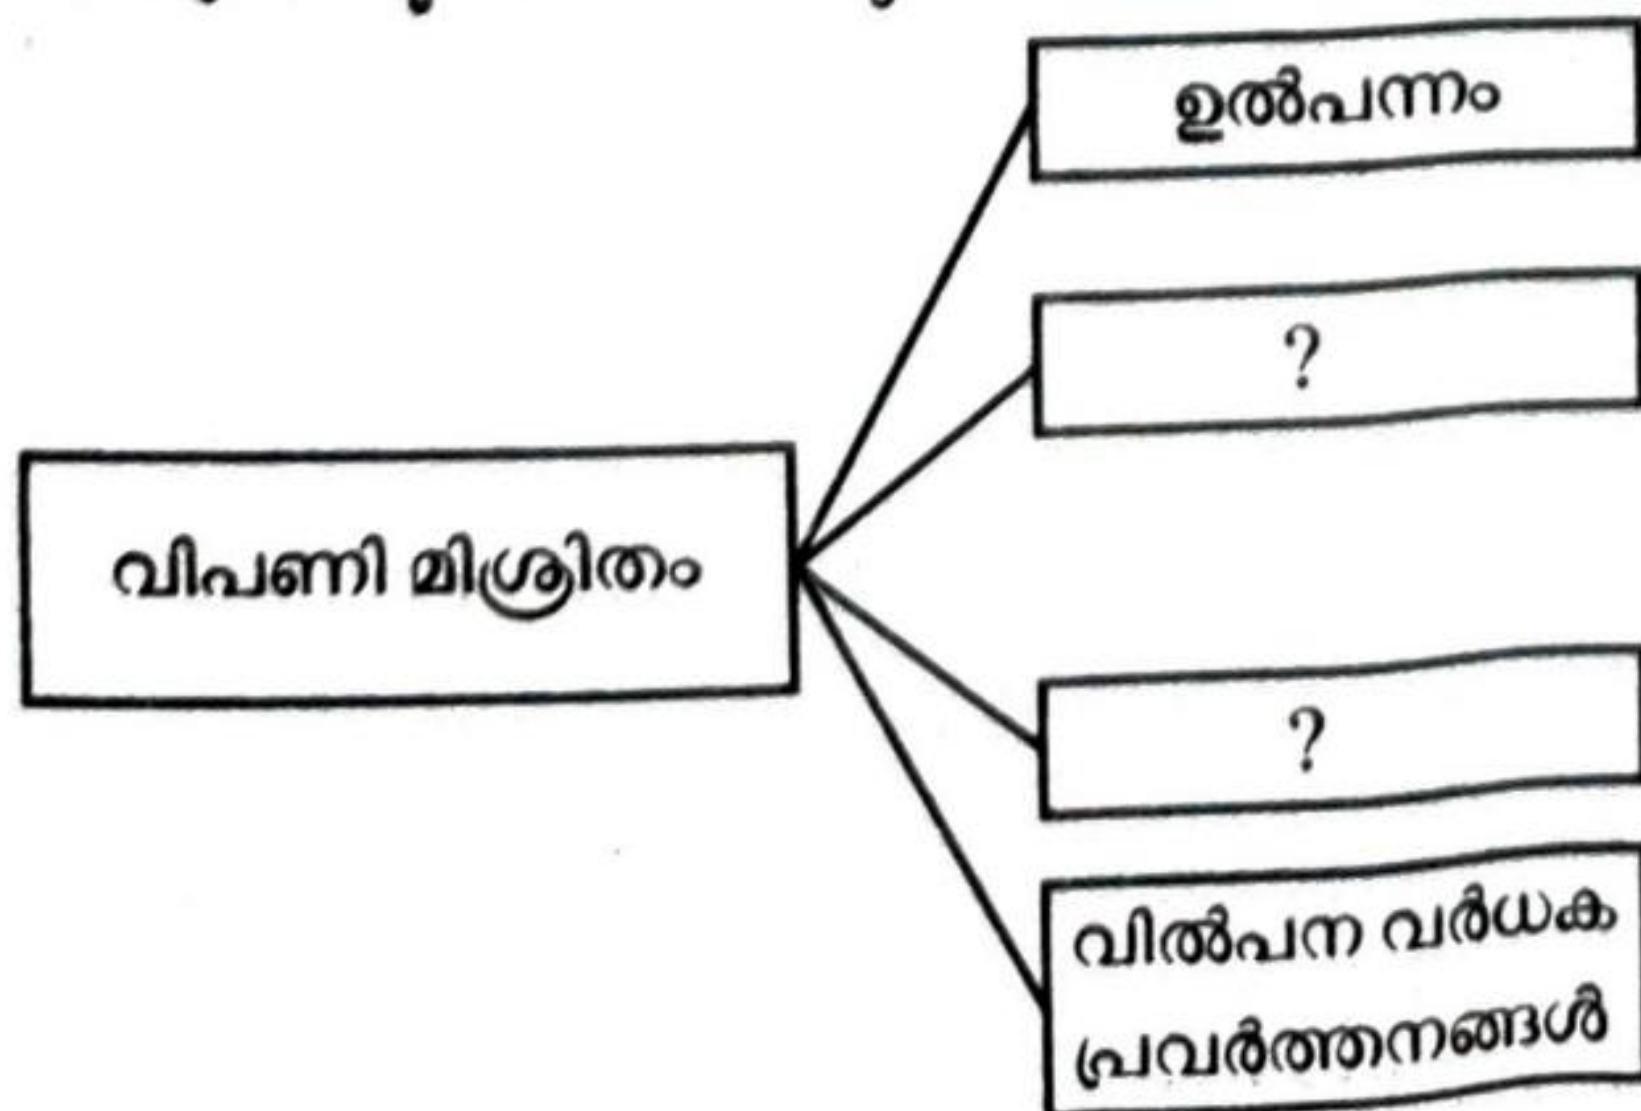 ഉൽപന്നം
?
വിപണി മിശ്രിതം
?
വിൽപന വർധക
പ്രവർത്തനങ്ങൾ